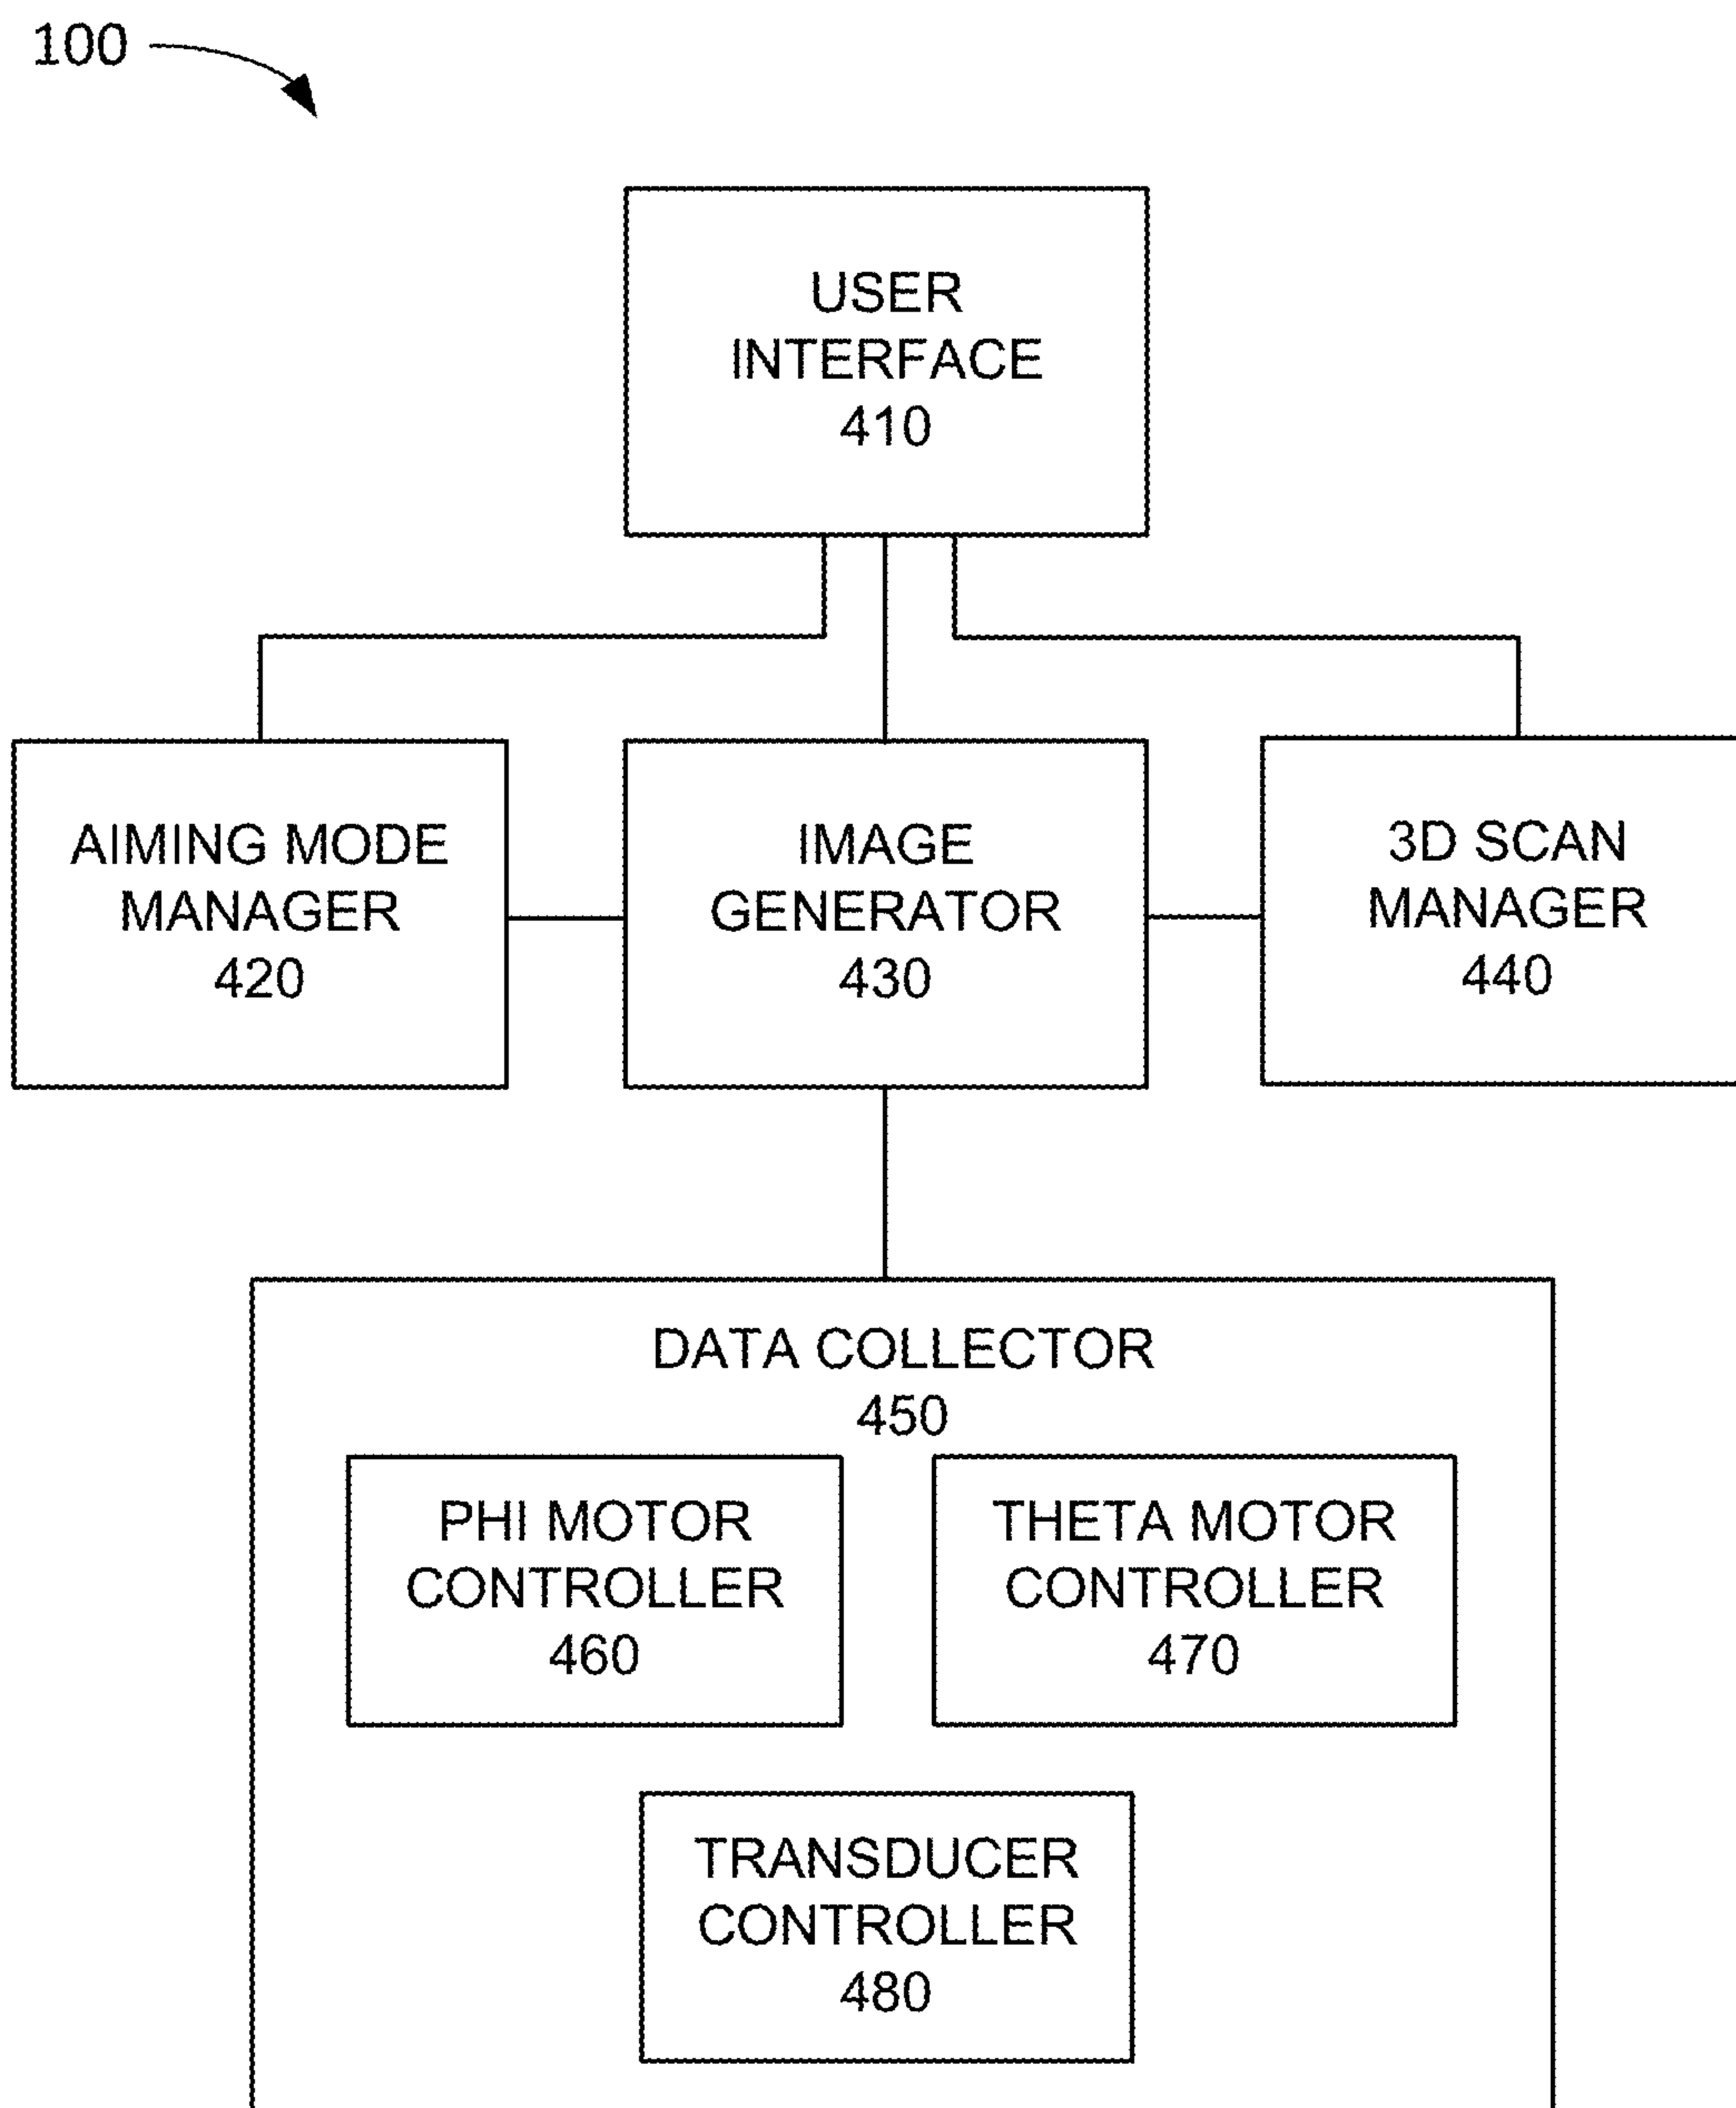 100
USER
INTERFACE
410
AIMING MODE
MANAGER
420
IMAGE
GENERATOR
430
3D SCAN
MANAGER
440
DATA COLLECTOR
450
PHI MOTOR
CONTROLLER
460
THETA MOTOR
CONTROLLER
470
TRANSDUCER
CONTROLLER
480